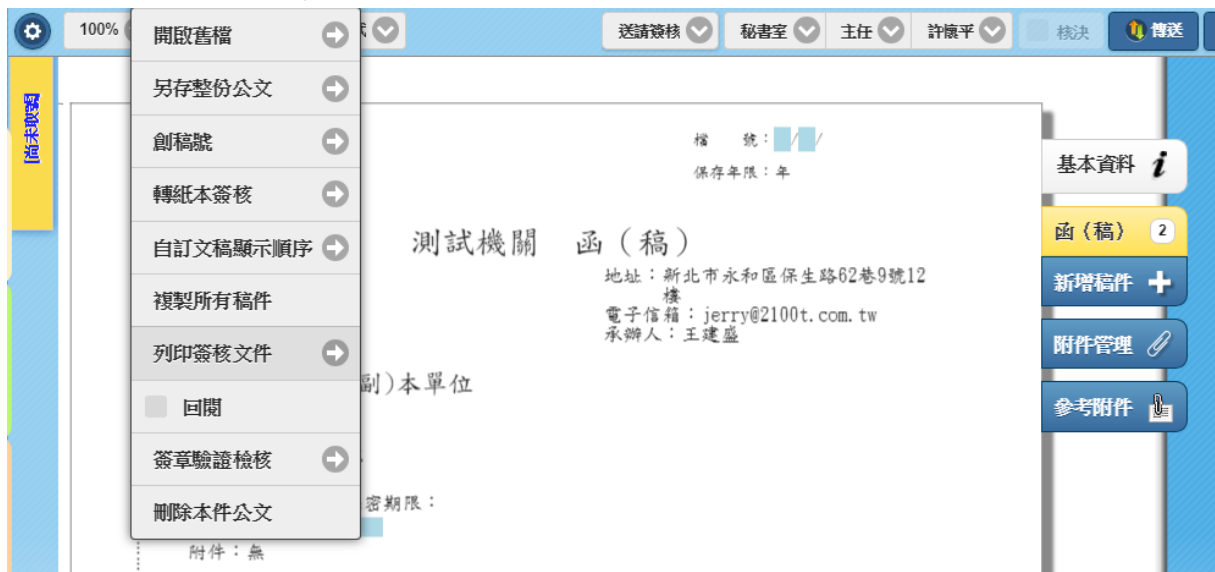 100%
送請簽核 秘書室 主任 許懷平 核決 傳送
開啟舊檔
另存整份公文
創稿號
轉紙本簽核
自訂文稿顯示順序
複製所有稿件
列印簽核文件
回閱
簽章驗證檢核
刪除本件公文
[尚未取號]
檔 號： / /
保存年限：年
測試機關 函（稿）
地址：新北市永和區保生路62巷9號12
樓
電子信箱：jerry@2100t.com.tw
承辦人：王建盛
副)本單位
密期限：
附件：無
基本資料
函（稿） 2
新增稿件
附件管理
參考附件